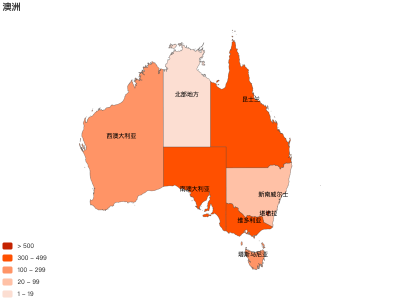 澳洲
北部地方
昆士兰
西澳大利亚
南澳大利亚
新南威尔士
堪培拉
维多利亚
塔斯马尼亚
> 500
300 - 499
100 - 299
20 - 99
1 - 19